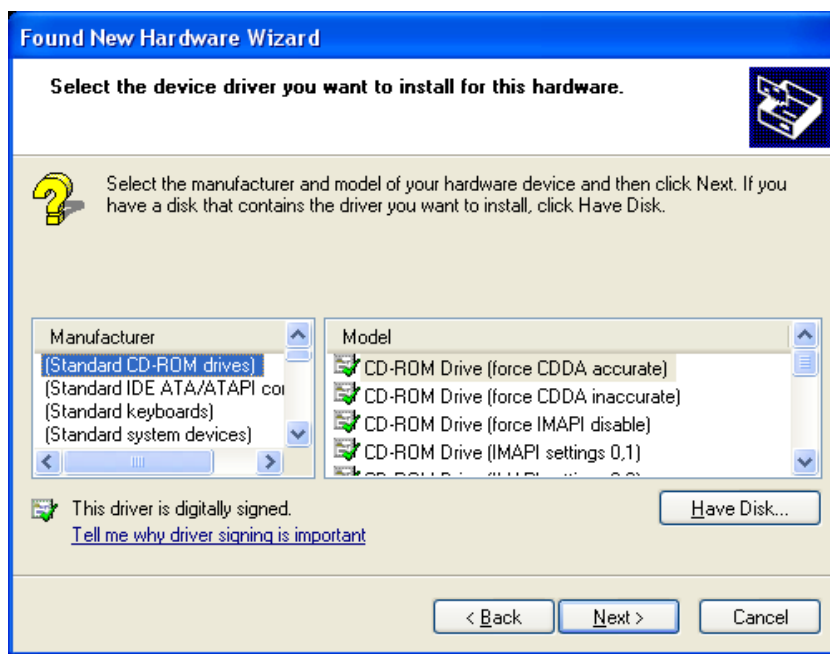 Found New Hardware Wizard
Select the device driver you want to install for this hardware.
Select the manufacturer and model of your hardware device and then click Next. If you
have a disk that contains the driver you want to install, click Have Disk.
Manufacturer
(Standard CD-ROM drives)
(Standard IDE ATA/ATAPI co
(Standard keyboards)
(Standard system devices)
Model
CD-ROM Drive (force CDDA accurate)
CD-ROM Drive (force CDDA inaccurate)
CD-ROM Drive (force IMAPI disable)
CD-ROM Drive (IMAPI settings 0,1)
This driver is digitally signed.
Tell me why driver signing is important
Have Disk...
< Back
Next >
Cancel